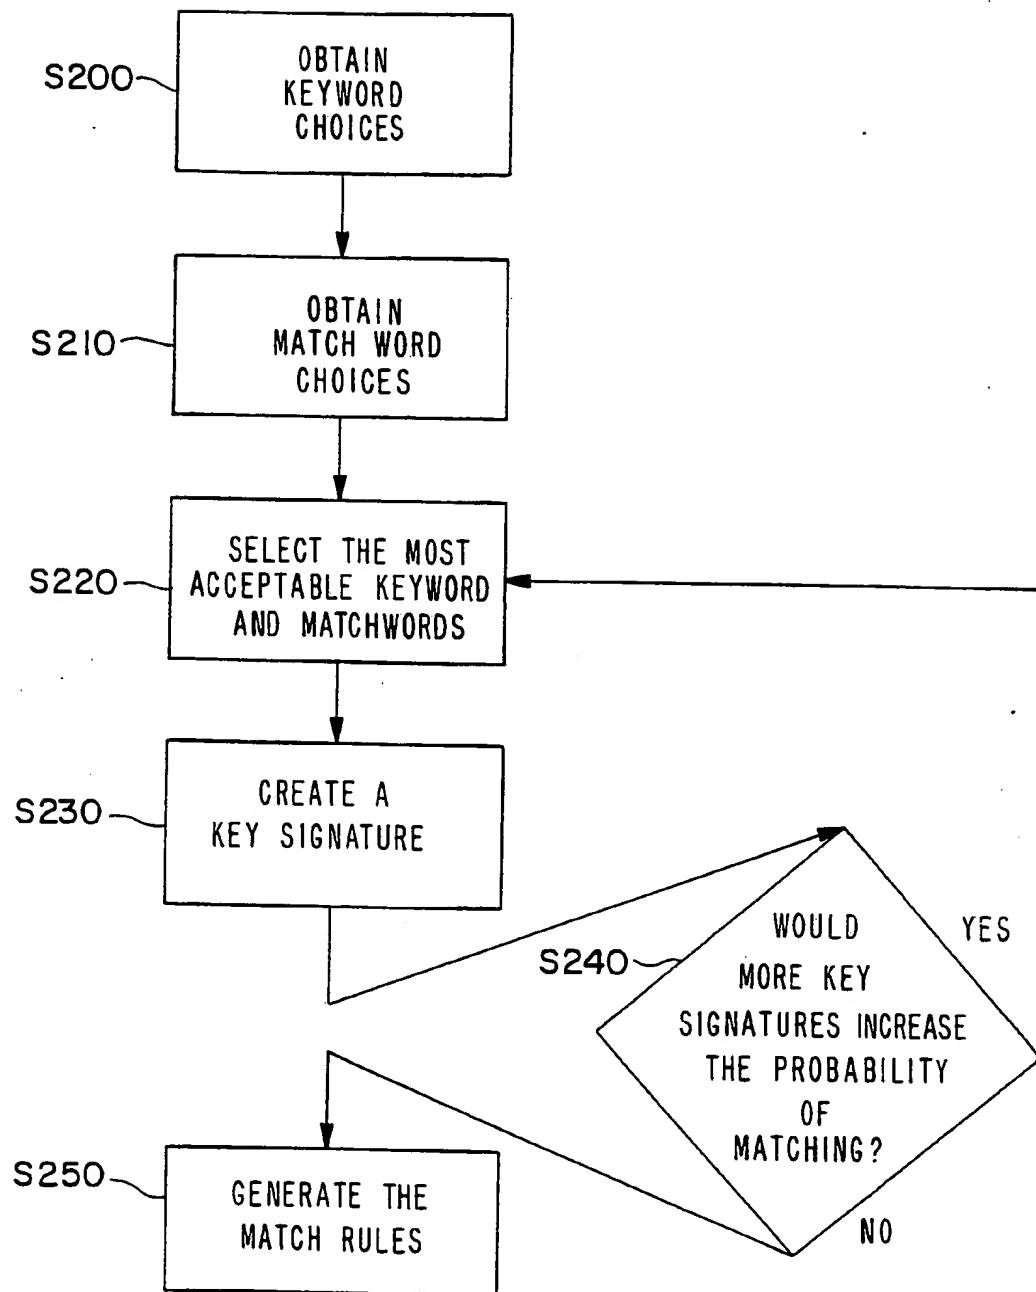 S200
OBTAIN
KEYWORD
CHOICES
S210
OBTAIN
MATCH WORD
CHOICES
S220
SELECT THE MOST
ACCEPTABLE KEYWORD
AND MATCHWORDS
S230
CREATE A
KEY SIGNATURE
S240
WOULD
MORE KEY
SIGNATURES INCREASE
THE PROBABILITY
OF
MATCHING?
YES
NO
S250
GENERATE THE
MATCH RULES